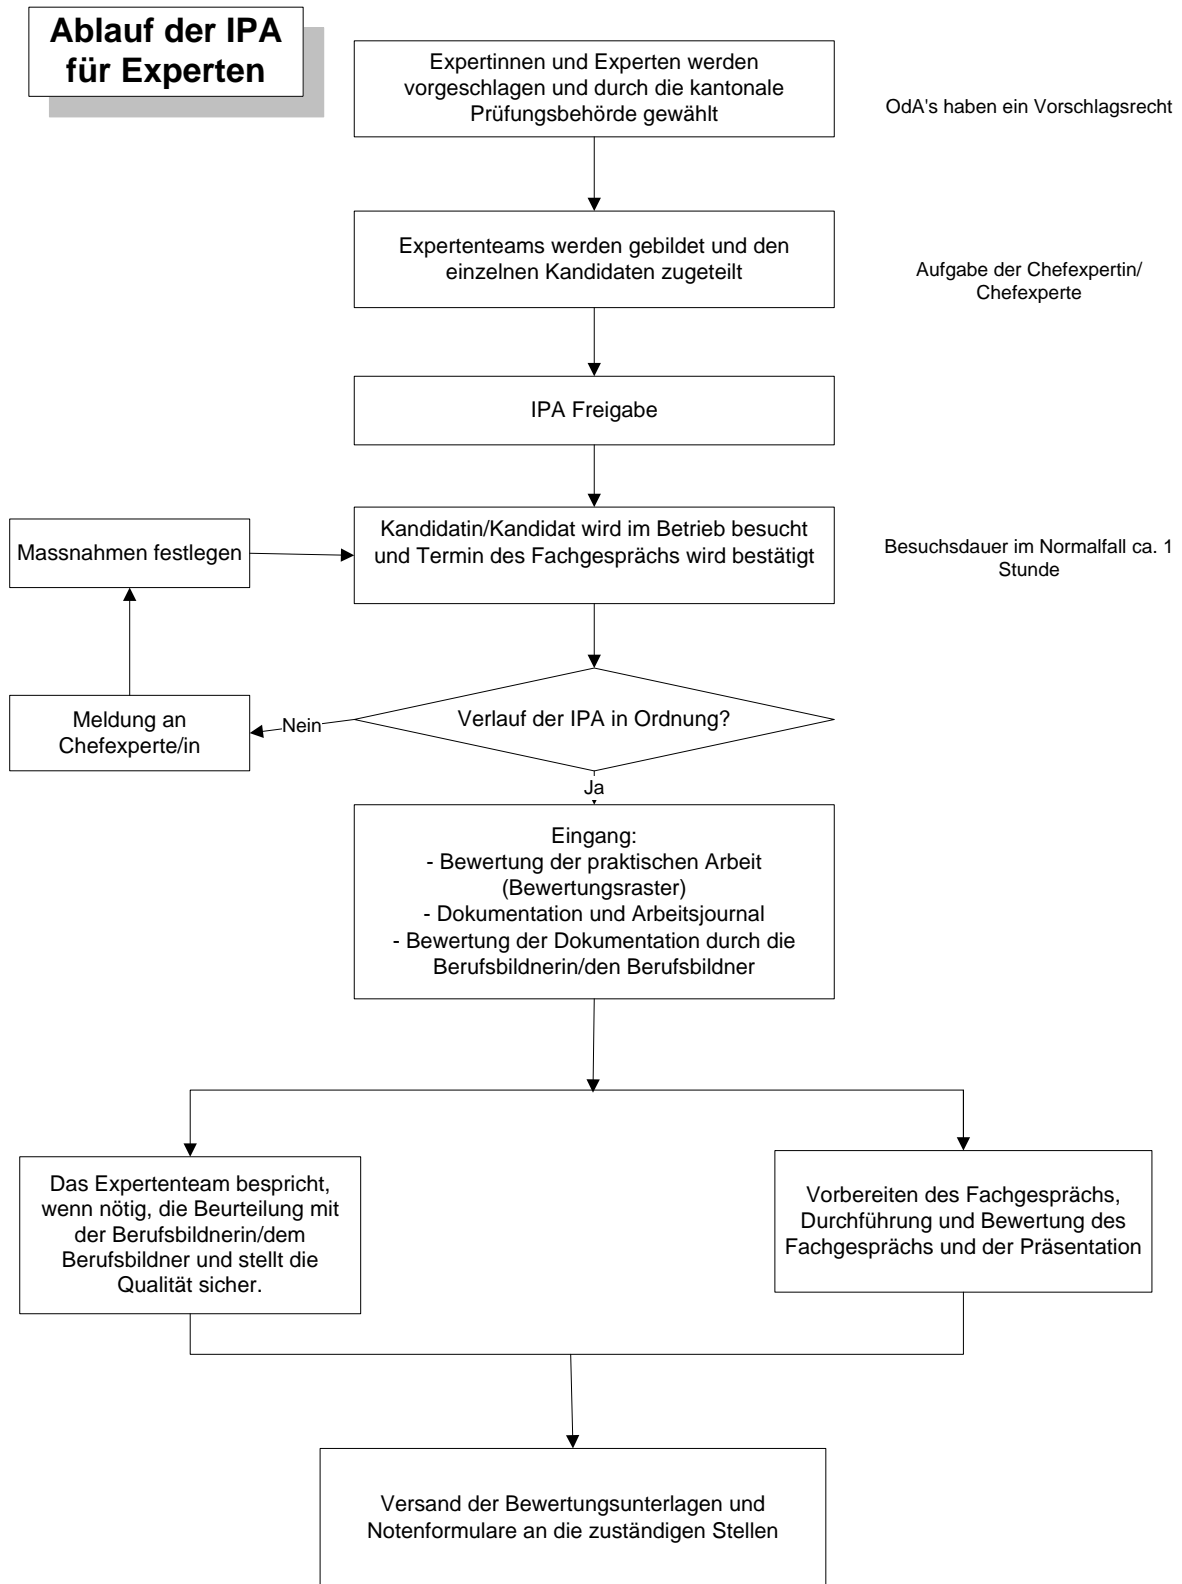 Ablauf der IPA
für Experten
Expertinnen und Experten werden
vorgeschlagen und durch die kantonale
Prüfungsbehörde gewählt
OdA's haben ein Vorschlagsrecht
Expertenteams werden gebildet und den
einzelnen Kandidaten zugeteilt
Aufgabe der Chefexpertin/
Chefexperte
IPA Freigabe
Massnahmen festlegen
Kandidatin/Kandidat wird im Betrieb besucht
und Termin des Fachgesprächs wird bestätigt
Besuchsdauer im Normalfall ca. 1
Stunde
Meldung an
Chefexperte/in
Nein
Verlauf der IPA in Ordnung?
Ja
Eingang:
- Bewertung der praktischen Arbeit
(Bewertungsraster)
- Dokumentation und Arbeitsjournal
- Bewertung der Dokumentation durch die
Berufsbildnerin/den Berufsbildner
Das Expertenteam bespricht,
wenn nötig, die Beurteilung mit
der Berufsbildnerin/dem
Berufsbildner und stellt die
Qualität sicher.
Vorbereiten des Fachgesprächs,
Durchführung und Bewertung des
Fachgesprächs und der Präsentation
Versand der Bewertungsunterlagen und
Notenformulare an die zuständigen Stellen